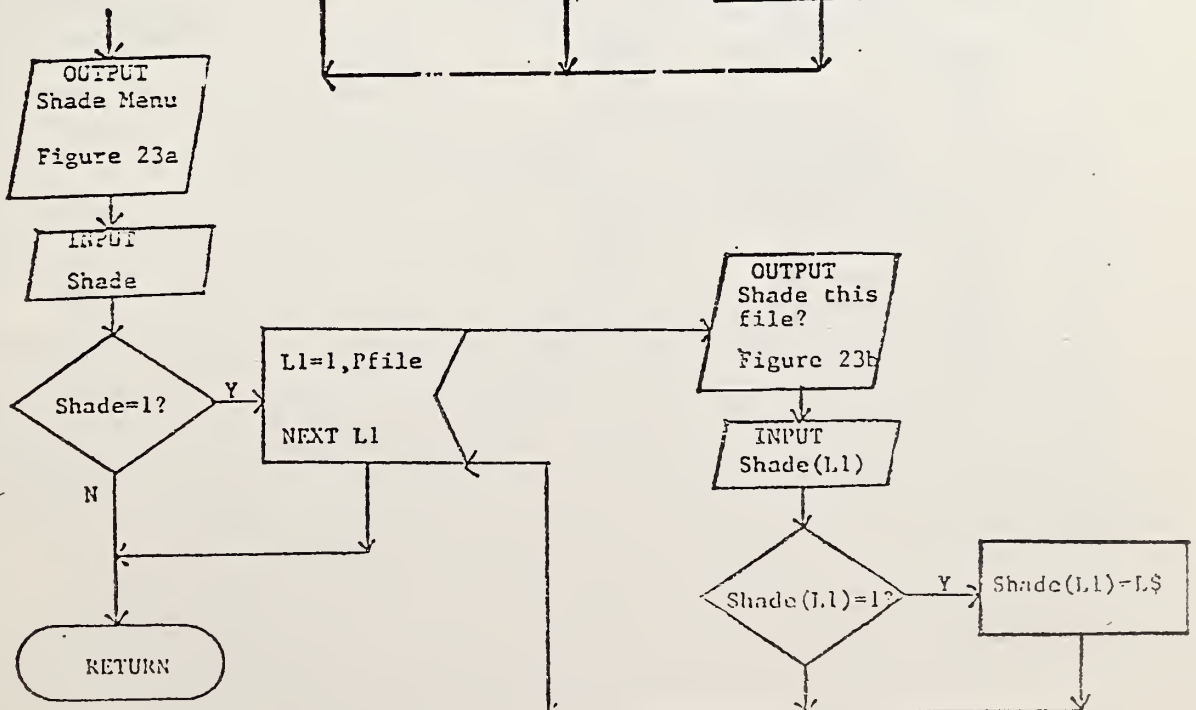 OUTPUT
Shade Menu
Figure 23a
INPUT
Shade
Shade=1?
Y
N
L1=1,Pfile
NEXT L1
RETURN
OUTPUT
Shade this
file?
Figure 23b
INPUT
Shade(L1)
Shade(L1)=1?
Y
Shade(L1)=L$